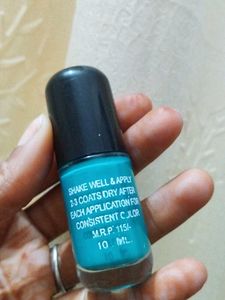 SHAKE WELL & APPLY
2-3 COATS DRY AFTER
EACH APPLICATION FOR
CONSISTENT COLOR
M.R.P. 115/-
10 ML.